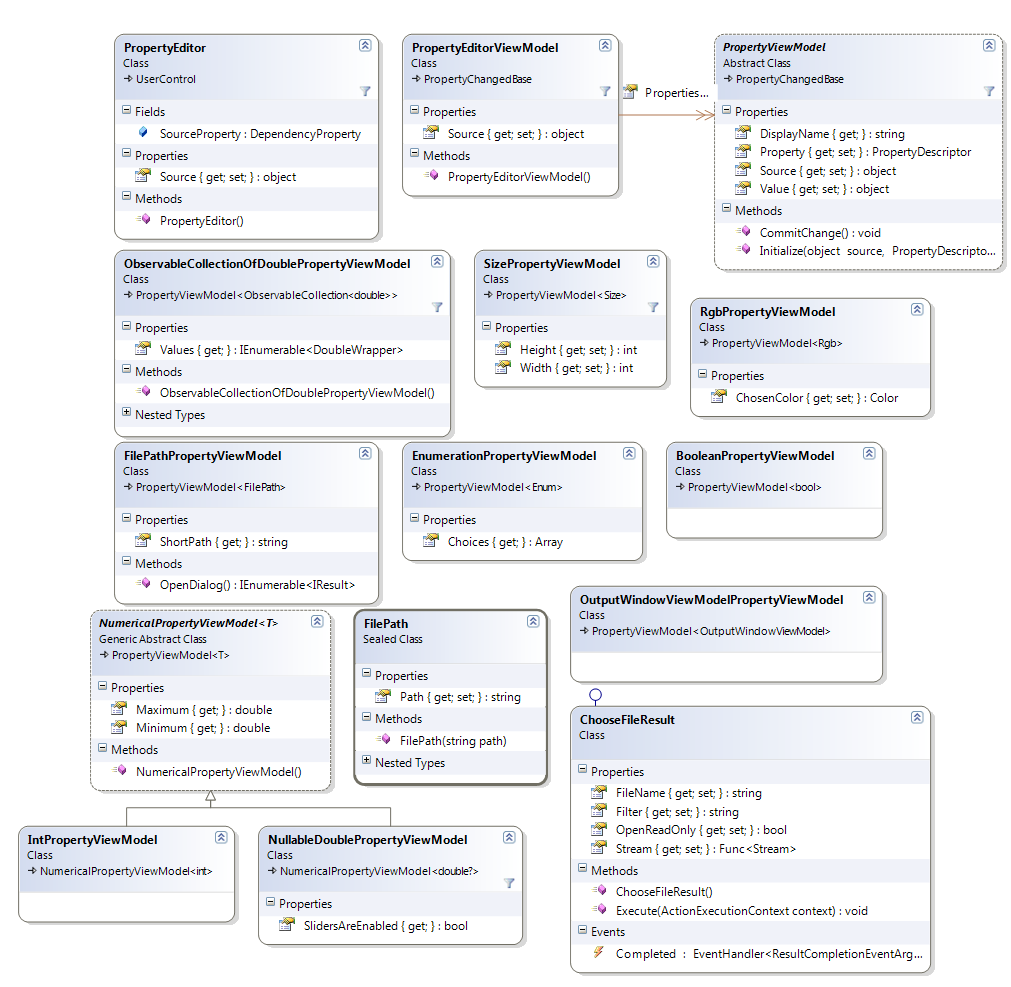 PropertyEditor
Class
UserControl
Fields
SourceProperty : DependencyProperty
Properties
Source { get; set; } : object
Methods
PropertyEditor()
PropertyEditorViewModel
Class
PropertyChangedBase
Properties
Source { get; set; } : object
Methods
PropertyEditorViewModel()
Properties...
PropertyViewModel
Abstract Class
PropertyChangedBase
Properties
DisplayName { get; } : string
Property { get; set; } : PropertyDescriptor
Source { get; set; } : object
Value { get; set; } : object
Methods
CommitChange() : void
Initialize(object source, PropertyDescripto...
ObservableCollectionOfDoublePropertyViewModel
Class
PropertyViewModel<ObservableCollection<double>>
Properties
Values { get; } : IEnumerable<DoubleWrapper>
Methods
ObservableCollectionOfDoublePropertyViewModel()
Nested Types
SizePropertyViewModel
Class
PropertyViewModel<Size>
Properties
Height { get; set; } : int
Width { get; set; } : int
RgbPropertyViewModel
Class
PropertyViewModel<Rgb>
Properties
ChosenColor { get; set; } : Color
FilePathPropertyViewModel
Class
PropertyViewModel<FilePath>
Properties
ShortPath { get; } : string
Methods
OpenDialog() : IEnumerable<IResult>
EnumerationPropertyViewModel
Class
PropertyViewModel<Enum>
Properties
Choices { get; } : Array
BooleanPropertyViewModel
Class
PropertyViewModel<bool>
NumericalPropertyViewModel<T>
Generic Abstract Class
PropertyViewModel<T>
Properties
Maximum { get; } : double
Minimum { get; } : double
Methods
NumericalPropertyViewModel()
FilePath
Sealed Class
Properties
Path { get; set; } : string
Methods
FilePath(string path)
Nested Types
OutputWindowViewModelPropertyViewModel
Class
PropertyViewModel<OutputWindowViewModel>
ChooseFileResult
Class
Properties
FileName { get; set; } : string
Filter { get; set; } : string
OpenReadOnly { get; set; } : bool
Stream { get; set; } : Func<Stream>
Methods
ChooseFileResult()
Execute(ActionExecutionContext context) : void
Events
Completed : EventHandler<ResultCompletionEventArg...
IntPropertyViewModel
Class
NumericalPropertyViewModel<int>
NullableDoublePropertyViewModel
Class
NumericalPropertyViewModel<double?>
Properties
SlidersAreEnabled { get; } : bool